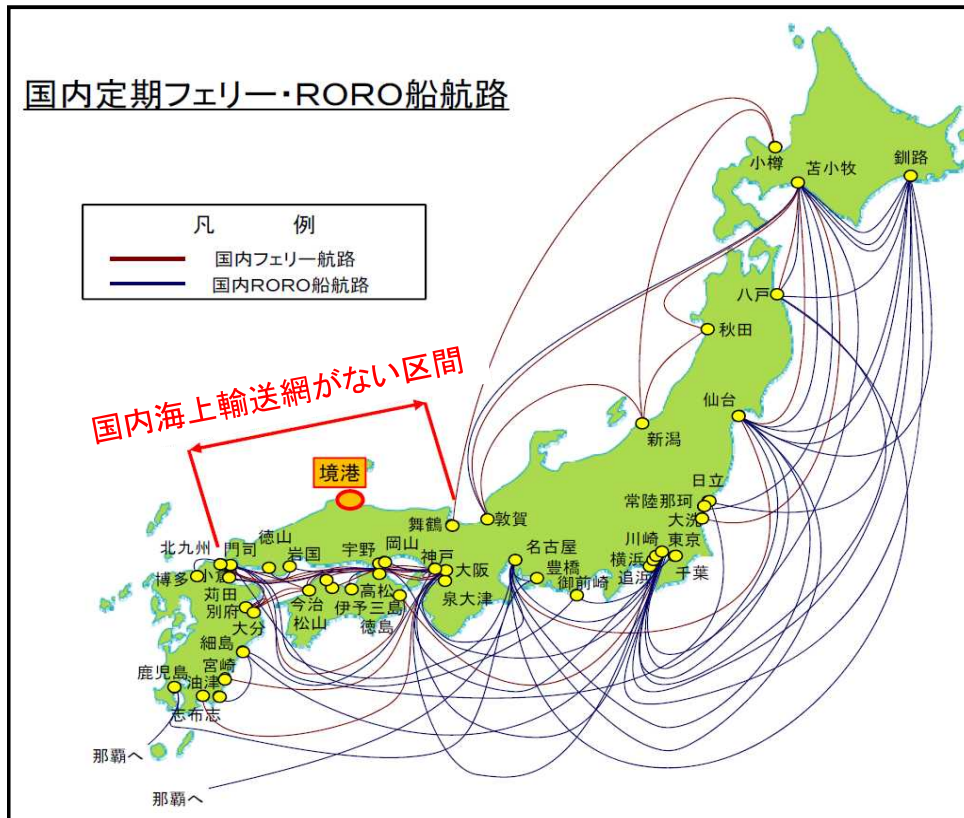 国内定期フェリー・RORO船航路
凡　例
国内フェリー航路
国内RORO船航路
国内海上輸送網がない区間
境港
小樽
苫小牧
釧路
八戸
秋田
仙台
新潟
日立
常陸那珂
大洗
川崎
東京
横浜
千葉
追浜
敦賀
舞鶴
名古屋
豊橋
御前崎
岡山
宇野
神戸
大阪
泉大津
徳山
岩国
北九州
門司
博多
小倉
苅田
別府
大分
今治
松山
高松
伊予三島
徳島
細島
宮崎
鹿児島
油津
志布志
那覇へ
那覇へ